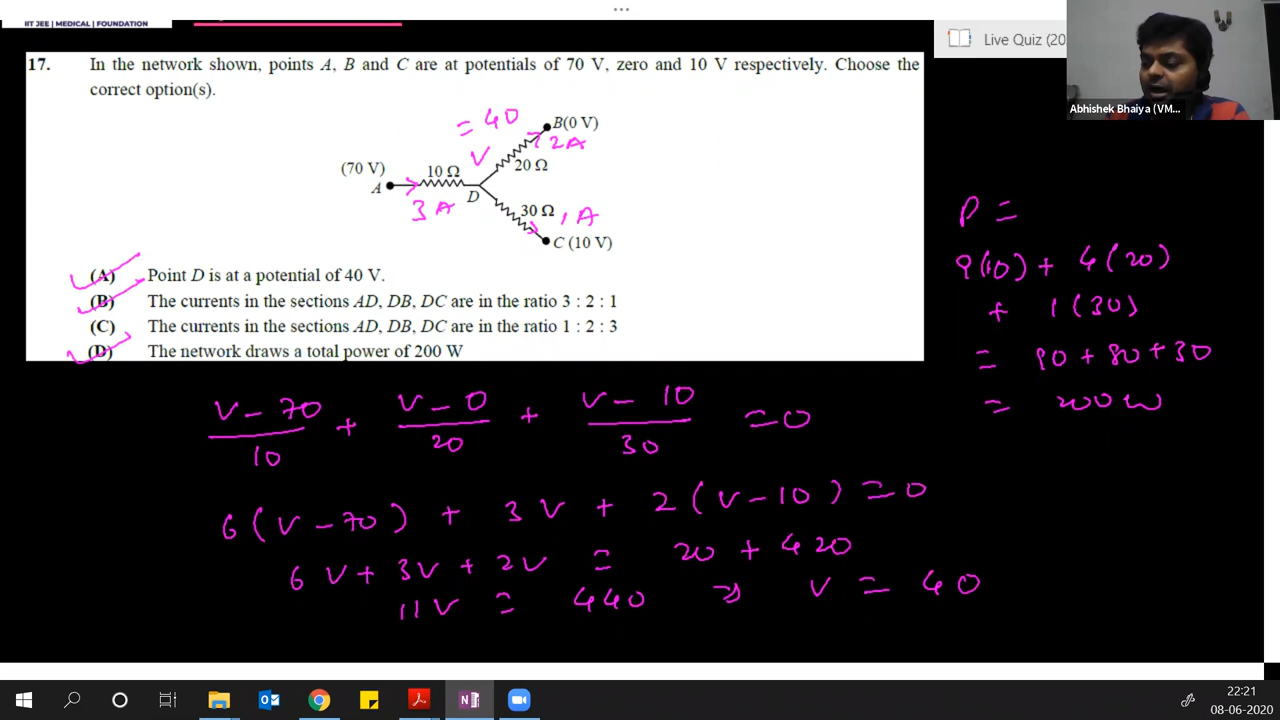 IIT JEE | MEDICAL | FOUNDATION
Live Quiz (20
Abhishek Bhaiya (VM...
17. In the network shown, points A, B and C are at potentials of 70 V, zero and 10 V respectively. Choose the
correct option(s).
= 40
V
B(0 V)
2A
20 Ω
(70 V)
10 Ω
A
D
3 A
30 Ω
1 A
C (10 V)
(A) Point D is at a potential of 40 V.
(B) The currents in the sections AD, DB, DC are in the ratio 3 : 2 : 1
(C) The currents in the sections AD, DB, DC are in the ratio 1 : 2 : 3
(D) The network draws a total power of 200 W
P =
9(10) + 4(20)
+ 1(30)
= 90 + 80 + 30
= 200 W
V - 70 / 10 + V - 0 / 20 + V - 10 / 30 = 0
6(V - 70) + 3V + 2(V - 10) = 0
6V + 3V + 2V = 20 + 420
11V = 440 ⇒ V = 40
22:21
08-06-2020